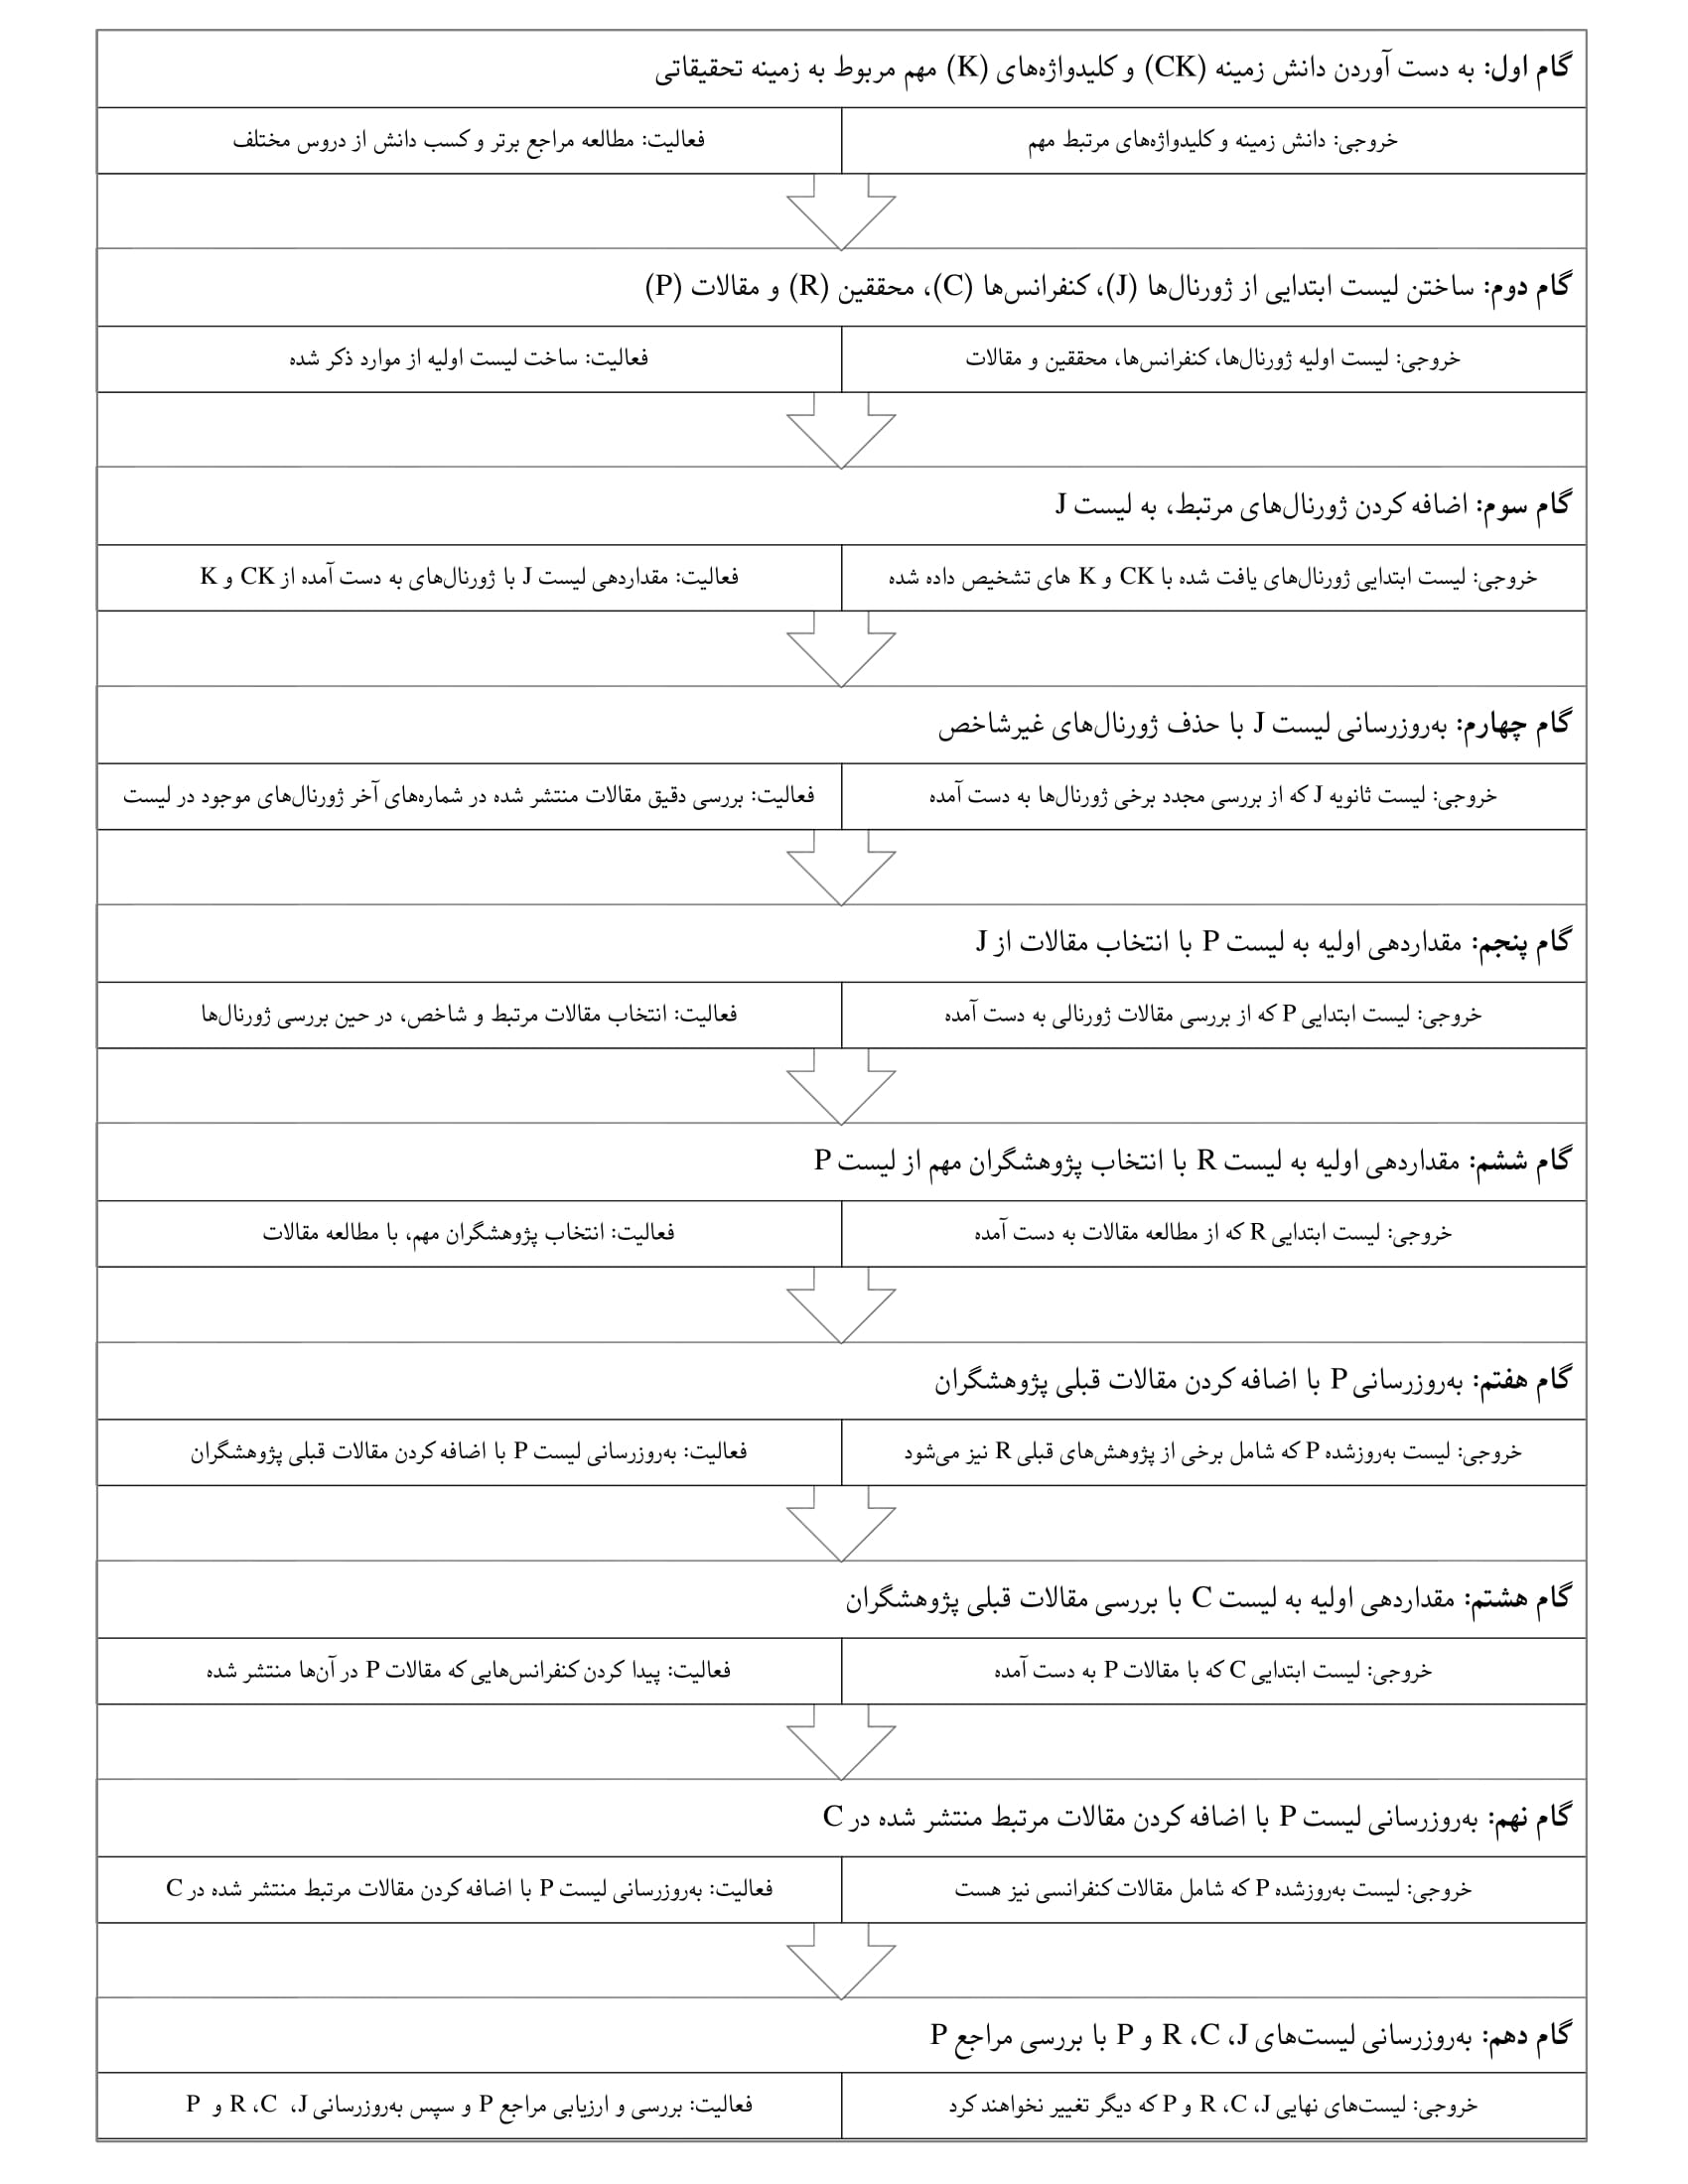 گام اول: به دست آوردن دانش زمینه (CK) و کلیدواژه‌های (K) مهم مربوط به زمینه تحقیقاتی
خروجی: دانش زمینه و کلیدواژه‌های مرتبط مهم
فعالیت: مطالعه مراجع برتر و کسب دانش از دروس مختلف
گام دوم: ساختن لیست ابتدایی از ژورنال‌ها (J)، کنفرانس‌ها (C)، محققین (R) و مقالات (P)
خروجی: لیست اولیه ژورنال‌ها، کنفرانس‌ها، محققین و مقالات
فعالیت: ساخت لیست اولیه از موارد ذکر شده
گام سوم: اضافه کردن ژورنال‌های مرتبط، به لیست J
خروجی: لیست ابتدایی ژورنال‌های یافت شده با CK و K های تشخیص داده شده
فعالیت: مقداردهی لیست J با ژورنال‌های به دست آمده از CK و K
گام چهارم: به‌روزرسانی لیست J با حذف ژورنال‌های غیرشاخص
خروجی: لیست ثانویه J که از بررسی مجدد برخی ژورنال‌ها به دست آمده
فعالیت: بررسی دقیق مقالات منتشر شده در شماره‌های آخر ژورنال‌های موجود در لیست
گام پنجم: مقداردهی اولیه به لیست P با انتخاب مقالات از J
خروجی: لیست ابتدایی P که از بررسی مقالات ژورنالی به دست آمده
فعالیت: انتخاب مقالات مرتبط و شاخص، در حین بررسی ژورنال‌ها
گام ششم: مقداردهی اولیه به لیست R با انتخاب پژوهشگران مهم از لیست P
خروجی: لیست ابتدایی R که از مطالعه مقالات به دست آمده
فعالیت: انتخاب پژوهشگران مهم، با مطالعه مقالات
گام هفتم: به‌روزرسانی P با اضافه کردن مقالات قبلی پژوهشگران
خروجی: لیست به‌روزشده P که شامل برخی از پژوهش‌های قبلی R نیز می‌شود
فعالیت: به‌روزرسانی لیست P با اضافه کردن مقالات قبلی پژوهشگران
گام هشتم: مقداردهی اولیه به لیست C با بررسی مقالات قبلی پژوهشگران
خروجی: لیست ابتدایی C که با مقالات P به دست آمده
فعالیت: پیدا کردن کنفرانس‌هایی که مقالات P در آن‌ها منتشر شده
گام نهم: به‌روزرسانی لیست P با اضافه کردن مقالات مرتبط منتشر شده در C
خروجی: لیست به‌روزشده P که شامل مقالات کنفرانسی نیز هست
فعالیت: به‌روزرسانی لیست P با اضافه کردن مقالات مرتبط منتشر شده در C
گام دهم: به‌روزرسانی لیست‌های J، C، R و P با بررسی مراجع P
خروجی: لیست‌های نهایی J، C، R و P که دیگر تغییر نخواهند کرد
فعالیت: بررسی و ارزیابی مراجع P و سپس به‌روزرسانی J، C، R و P